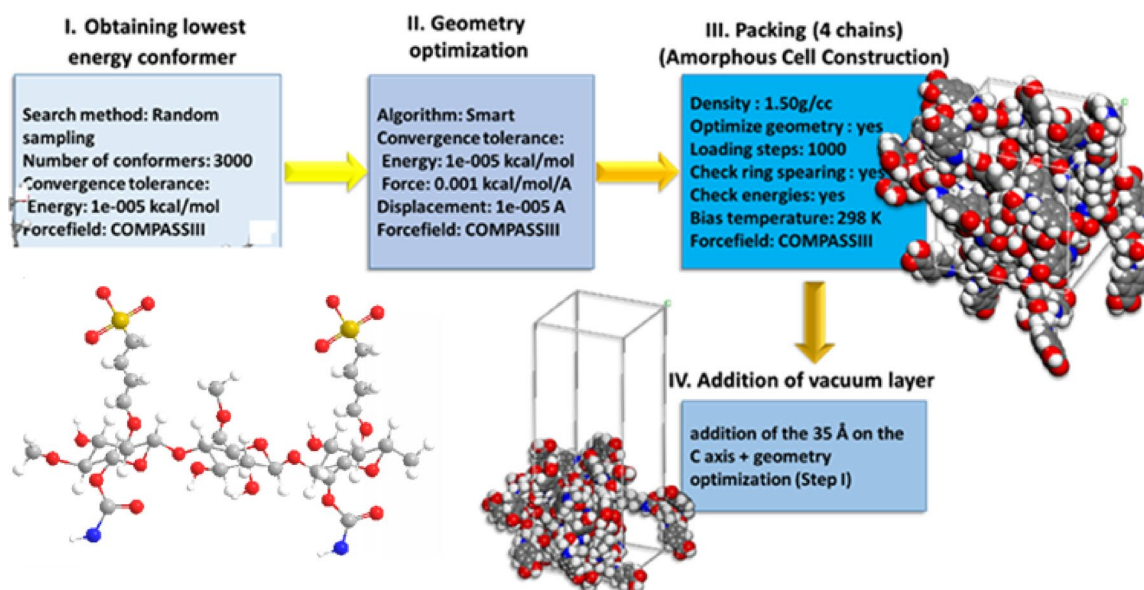 I. Obtaining lowest
energy conformer
Search method: Random
sampling
Number of conformers: 3000
Convergence tolerance:
Energy: 1e-005 kcal/mol
Forcefield: COMPASSIII
II. Geometry
optimization
Algorithm: Smart
Convergence tolerance:
Energy: 1e-005 kcal/mol
Force: 0.001 kcal/mol/A
Displacement: 1e-005 A
Forcefield: COMPASSIII
III. Packing (4 chains)
(Amorphous Cell Construction)
Density : 1.50g/cc
Optimize geometry : yes
Loading steps: 1000
Check ring spearing : yes
Check energies: yes
Bias temperature: 298 K
Forcefield: COMPASSIII
IV. Addition of vacuum layer
addition of the 35 Å on the
C axis + geometry
optimization (Step I)